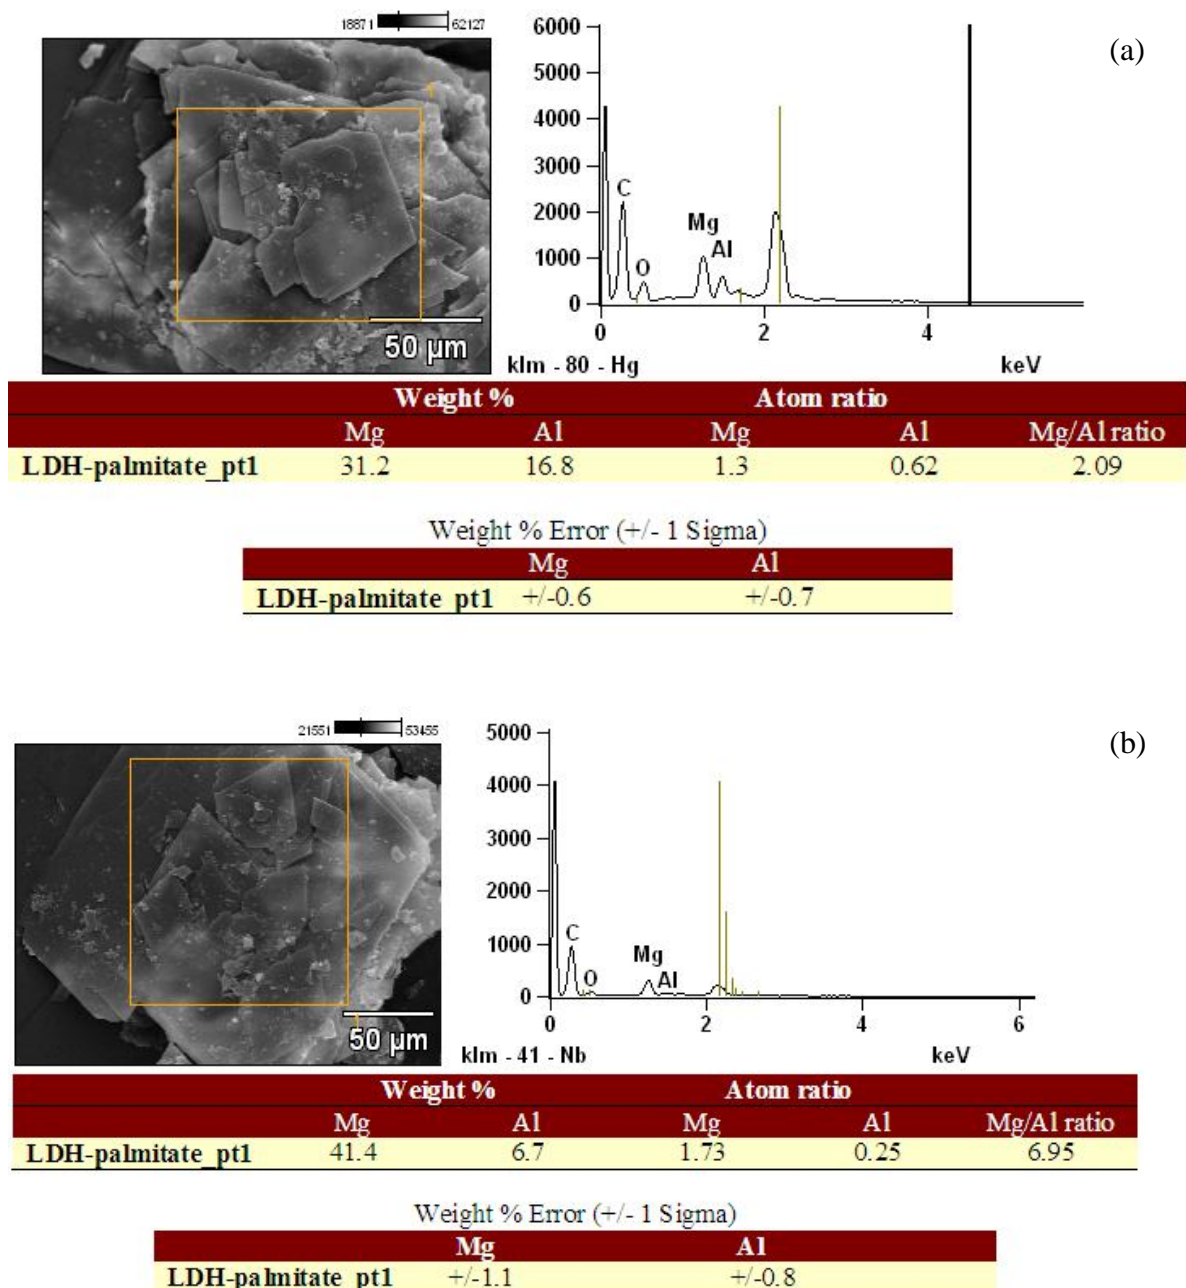 18871 62127
(a)
6000
5000
4000
3000
2000
1000
0
C
O
Mg
Al
0 2 4
klm - 80 - Hg keV
1
50 µm
Weight % Atom ratio
Mg Al Mg Al Mg/Al ratio
LDH-palmitate_pt1 31.2 16.8 1.3 0.62 2.09
Weight % Error (+/- 1 Sigma)
Mg Al
LDH-palmitate_pt1 +/-0.6 +/-0.7
21551 53455
(b)
5000
4000
3000
2000
1000
0
C
O
Mg
Al
0 2 4 6
klm - 41 - Nb keV
1
50 µm
Weight % Atom ratio
Mg Al Mg Al Mg/Al ratio
LDH-palmitate_pt1 41.4 6.7 1.73 0.25 6.95
Weight % Error (+/- 1 Sigma)
Mg Al
LDH-palmitate_pt1 +/-1.1 +/-0.8